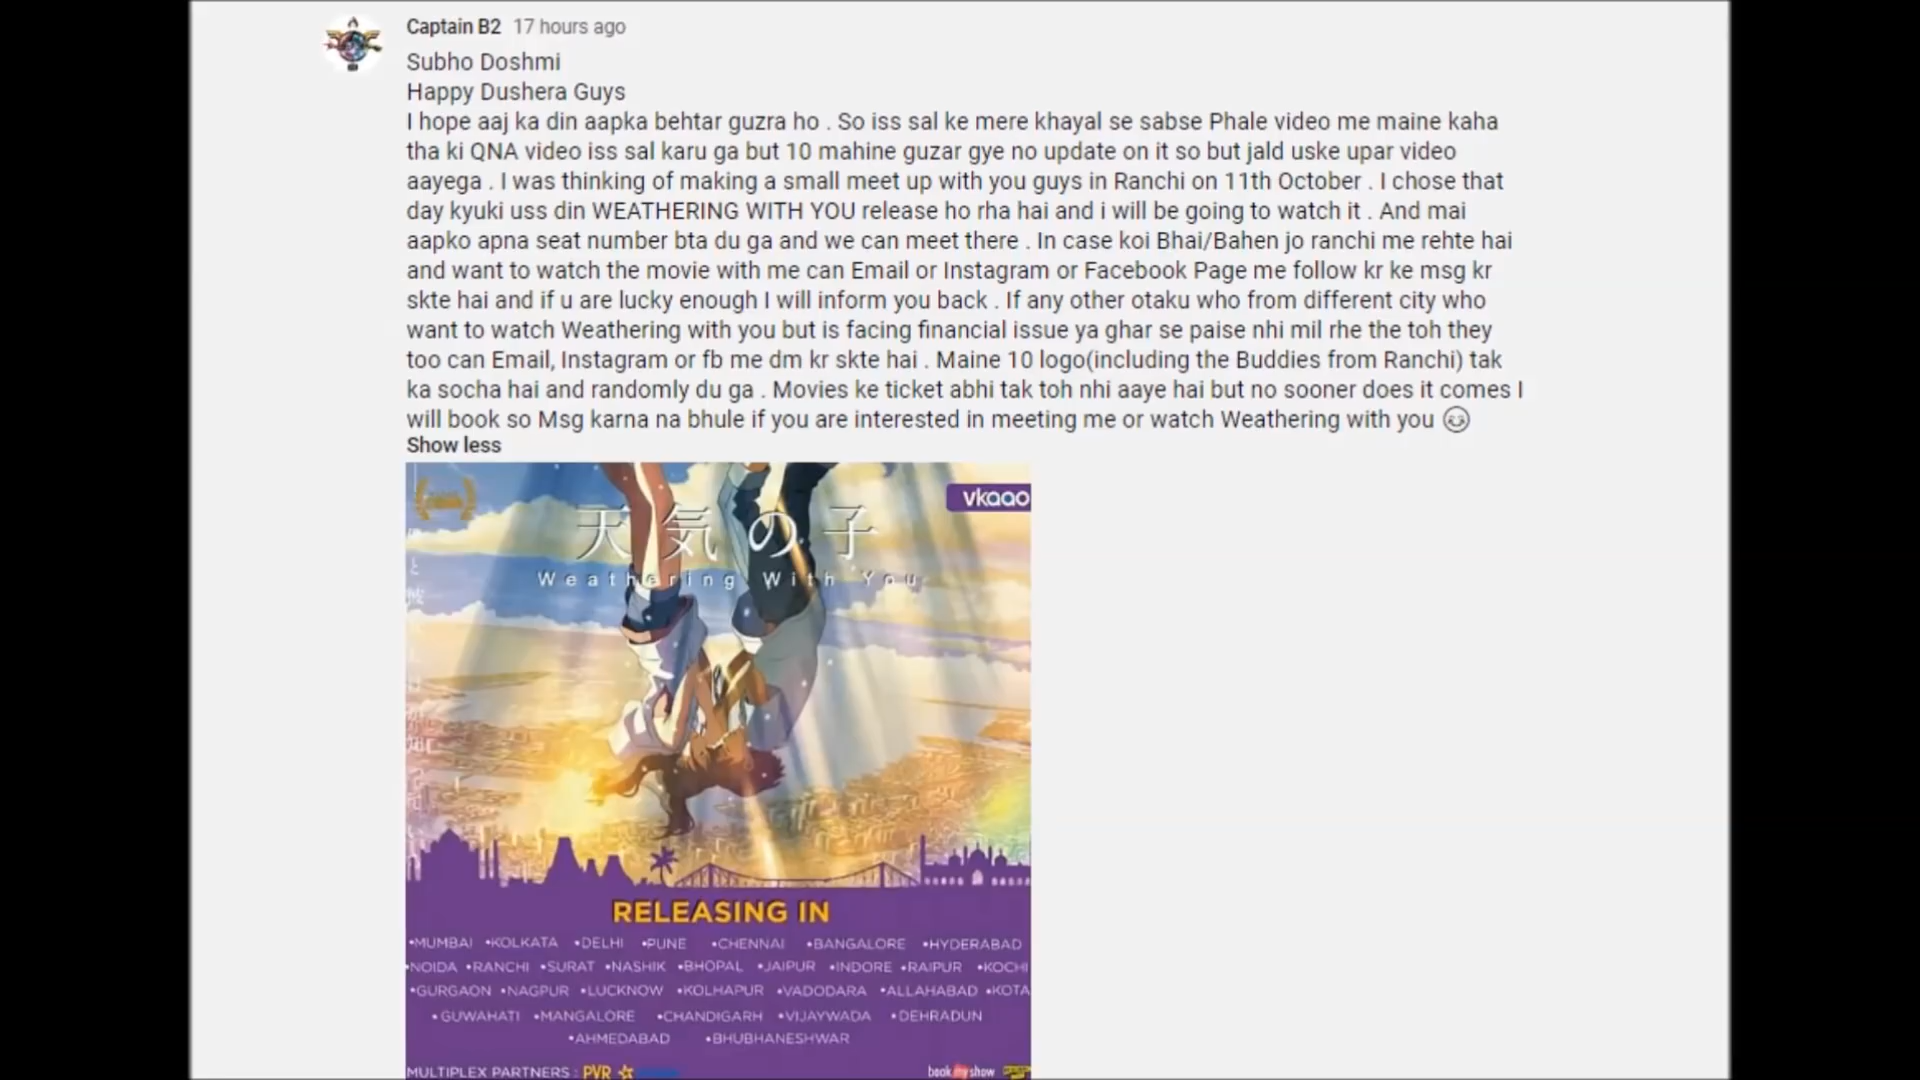 Captain B2 17 hours ago
Subho Doshmi
Happy Dushera Guys
I hope aaj ka din aapka behtar guzra ho . So iss sal ke mere khayal se sabse Phale video me maine kaha
tha ki QNA video iss sal karu ga but 10 mahine guzar gye no update on it so but jald uske upar video
aayega . I was thinking of making a small meet up with you guys in Ranchi on 11th October . I chose that
day kyuki uss din WEATHERING WITH YOU release ho rha hai and i will be going to watch it . And mai
aapko apna seat number bta du ga and we can meet there . In case koi Bhai/Bahen jo ranchi me rehte hai
and want to watch the movie with me can Email or Instagram or Facebook Page me follow kr ke msg kr
skte hai and if u are lucky enough I will inform you back . If any other otaku who from different city who
want to watch Weathering with you but is facing financial issue ya ghar se paise nhi mil rhe the toh they
too can Email, Instagram or fb me dm kr skte hai . Maine 10 logo(including the Buddies from Ranchi) tak
ka socha hai and randomly du ga . Movies ke ticket abhi tak toh nhi aaye hai but no sooner does it comes I
will book so Msg karna na bhule if you are interested in meeting me or watch Weathering with you
Show less
vkaao
天気の子
Weathering With You
RELEASING IN
•MUMBAI •KOLKATA •DELHI •PUNE •CHENNAI •BANGALORE •HYDERABAD
•NOIDA •RANCHI •SURAT •NASHIK •BHOPAL •JAIPUR •INDORE •RAIPUR •KOCHI
•GURGAON •NAGPUR •LUCKNOW •KOLHAPUR •VADODARA •ALLAHABAD •KOTA
•GUWAHATI •MANGALORE •CHANDIGARH •VIJAYWADA •DEHRADUN
•AHMEDABAD •BHUBHANESHWAR
MULTIPLEX PARTNERS : PVR book my show